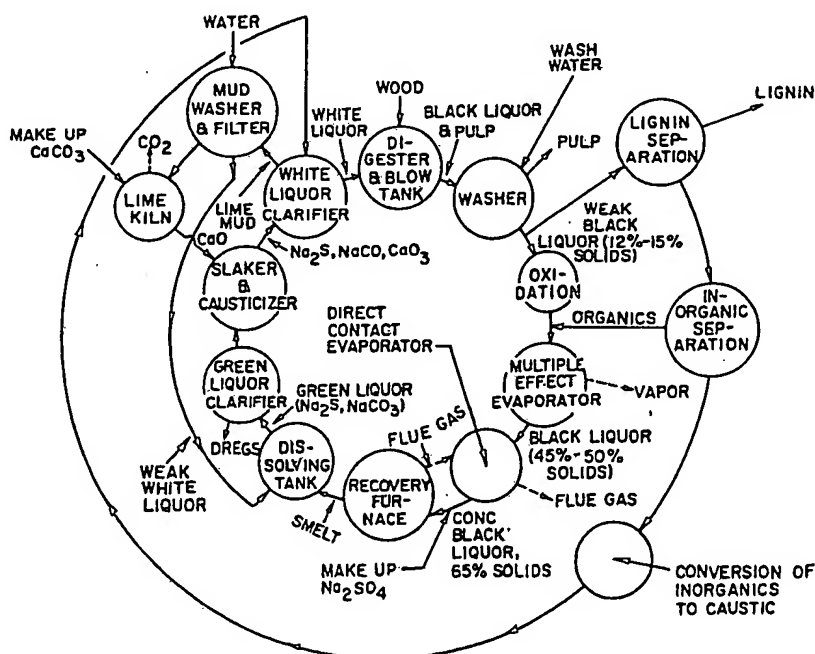 WATER
MUD
WASHER
& FILTER
MAKE UP
CaCO3
CO2
LIME
KILN
CaO
LIME
MUD
WHITE
LIQUOR
CLARIFIER
WHITE
LIQUOR
WOOD
DI-
GESTER
& BLOW
TANK
BLACK LIQUOR
& PULP
WASH
WATER
WASHER
PULP
LIGNIN SEP-
ARATION
LIGNIN
WEAK
BLACK
LIQUOR (12%-15%
SOLIDS)
Na2S, NaCO, CaO3
SLAKER
&
CAUSTICIZER
OXI-
DATION
IN-
ORGANIC SEP-
ARATION
ORGANICS
DIRECT
CONTACT
EVAPORATOR
MULTIPLE
EFFECT
EVAPORATOR
VAPOR
GREEN
LIQUOR
CLARIFIER
GREEN LIQUOR
(Na2S, NaCO3)
DREGS
DIS-
SOLVING
TANK
WEAK
WHITE
LIQUOR
SMELT
RECOVERY
FUR-
NACE
FLUE GAS
BLACK LIQUOR
(45%-50%
SOLIDS)
FLUE GAS
CONC
BLACK'
LIQUOR,
65% SOLIDS
MAKE UP
Na2SO4
CONVERSION OF
INORGANICS
TO CAUSTIC